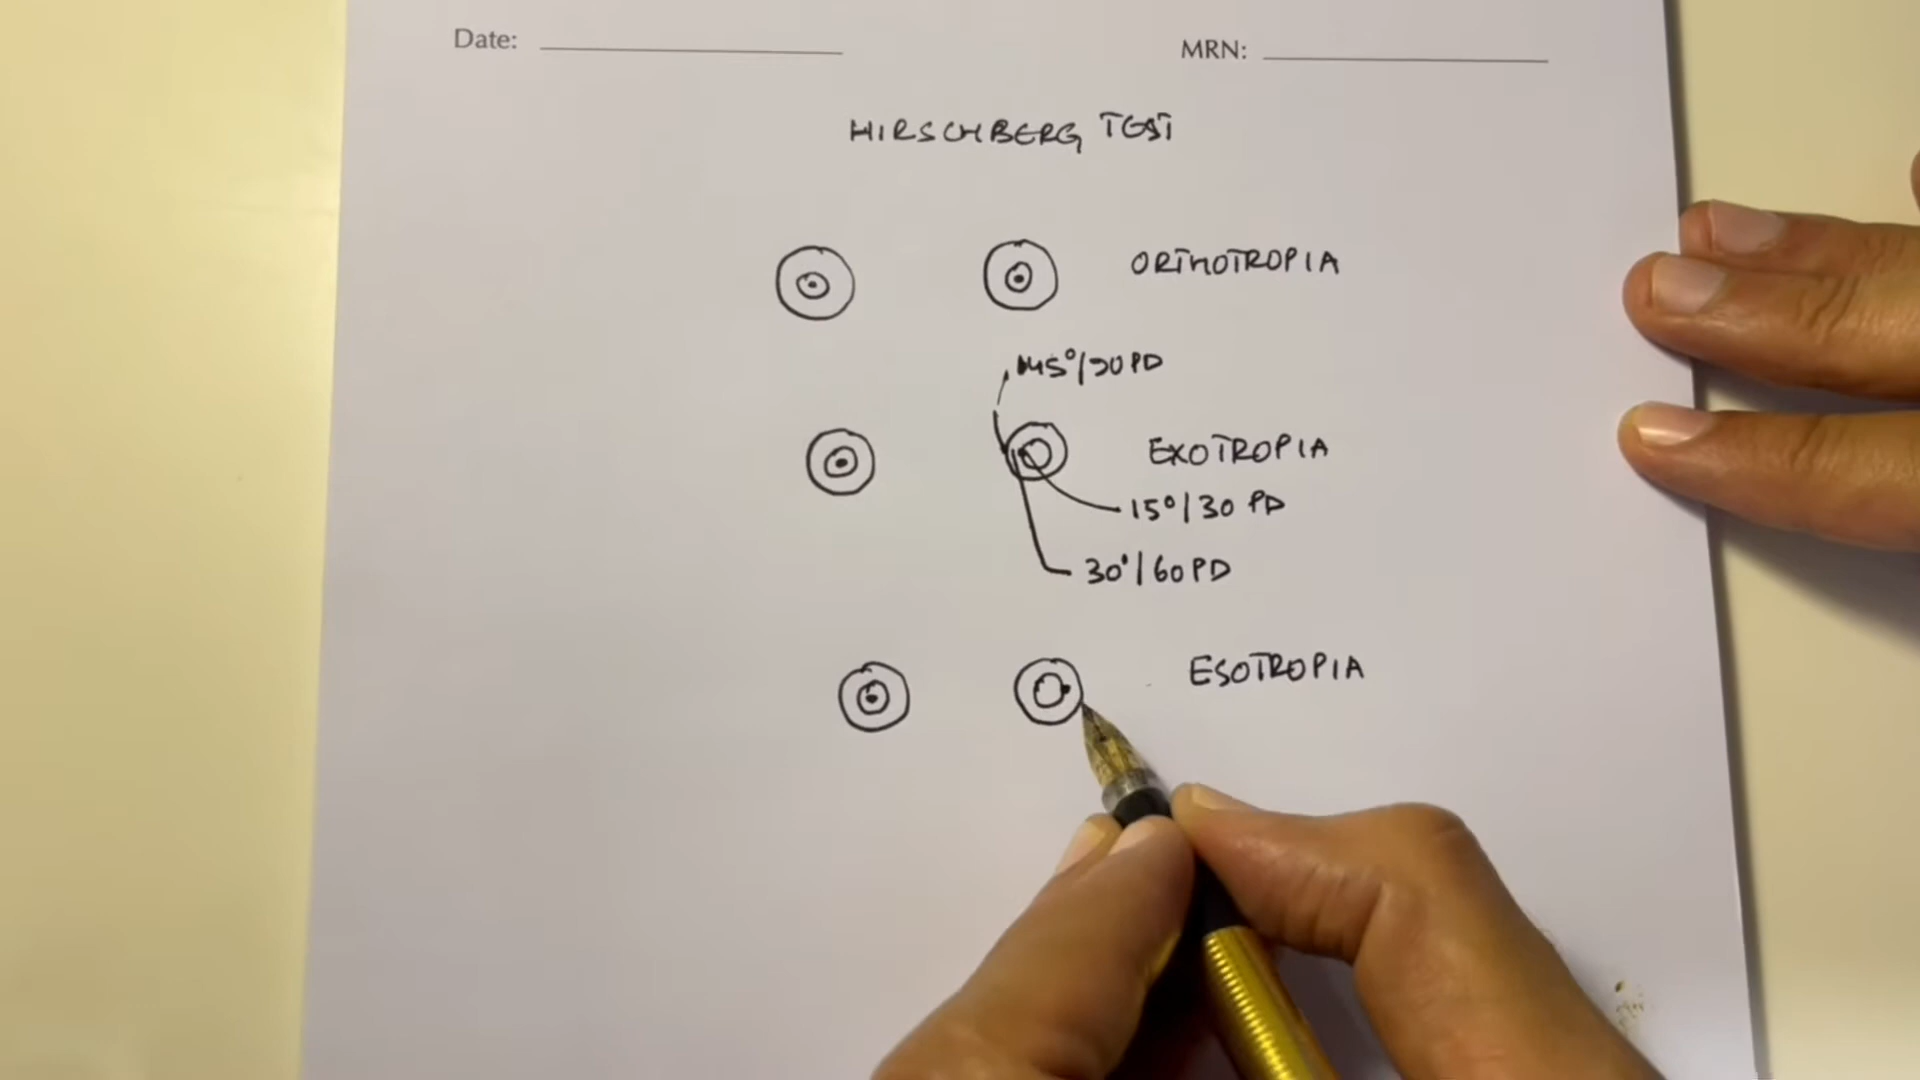 Date:
MRN:
HIRSCHBERG TEST
ORTHOTROPIA
45°/90 PD
EXOTROPIA
15°/30 PD
30°/60 PD
ESOTROPIA